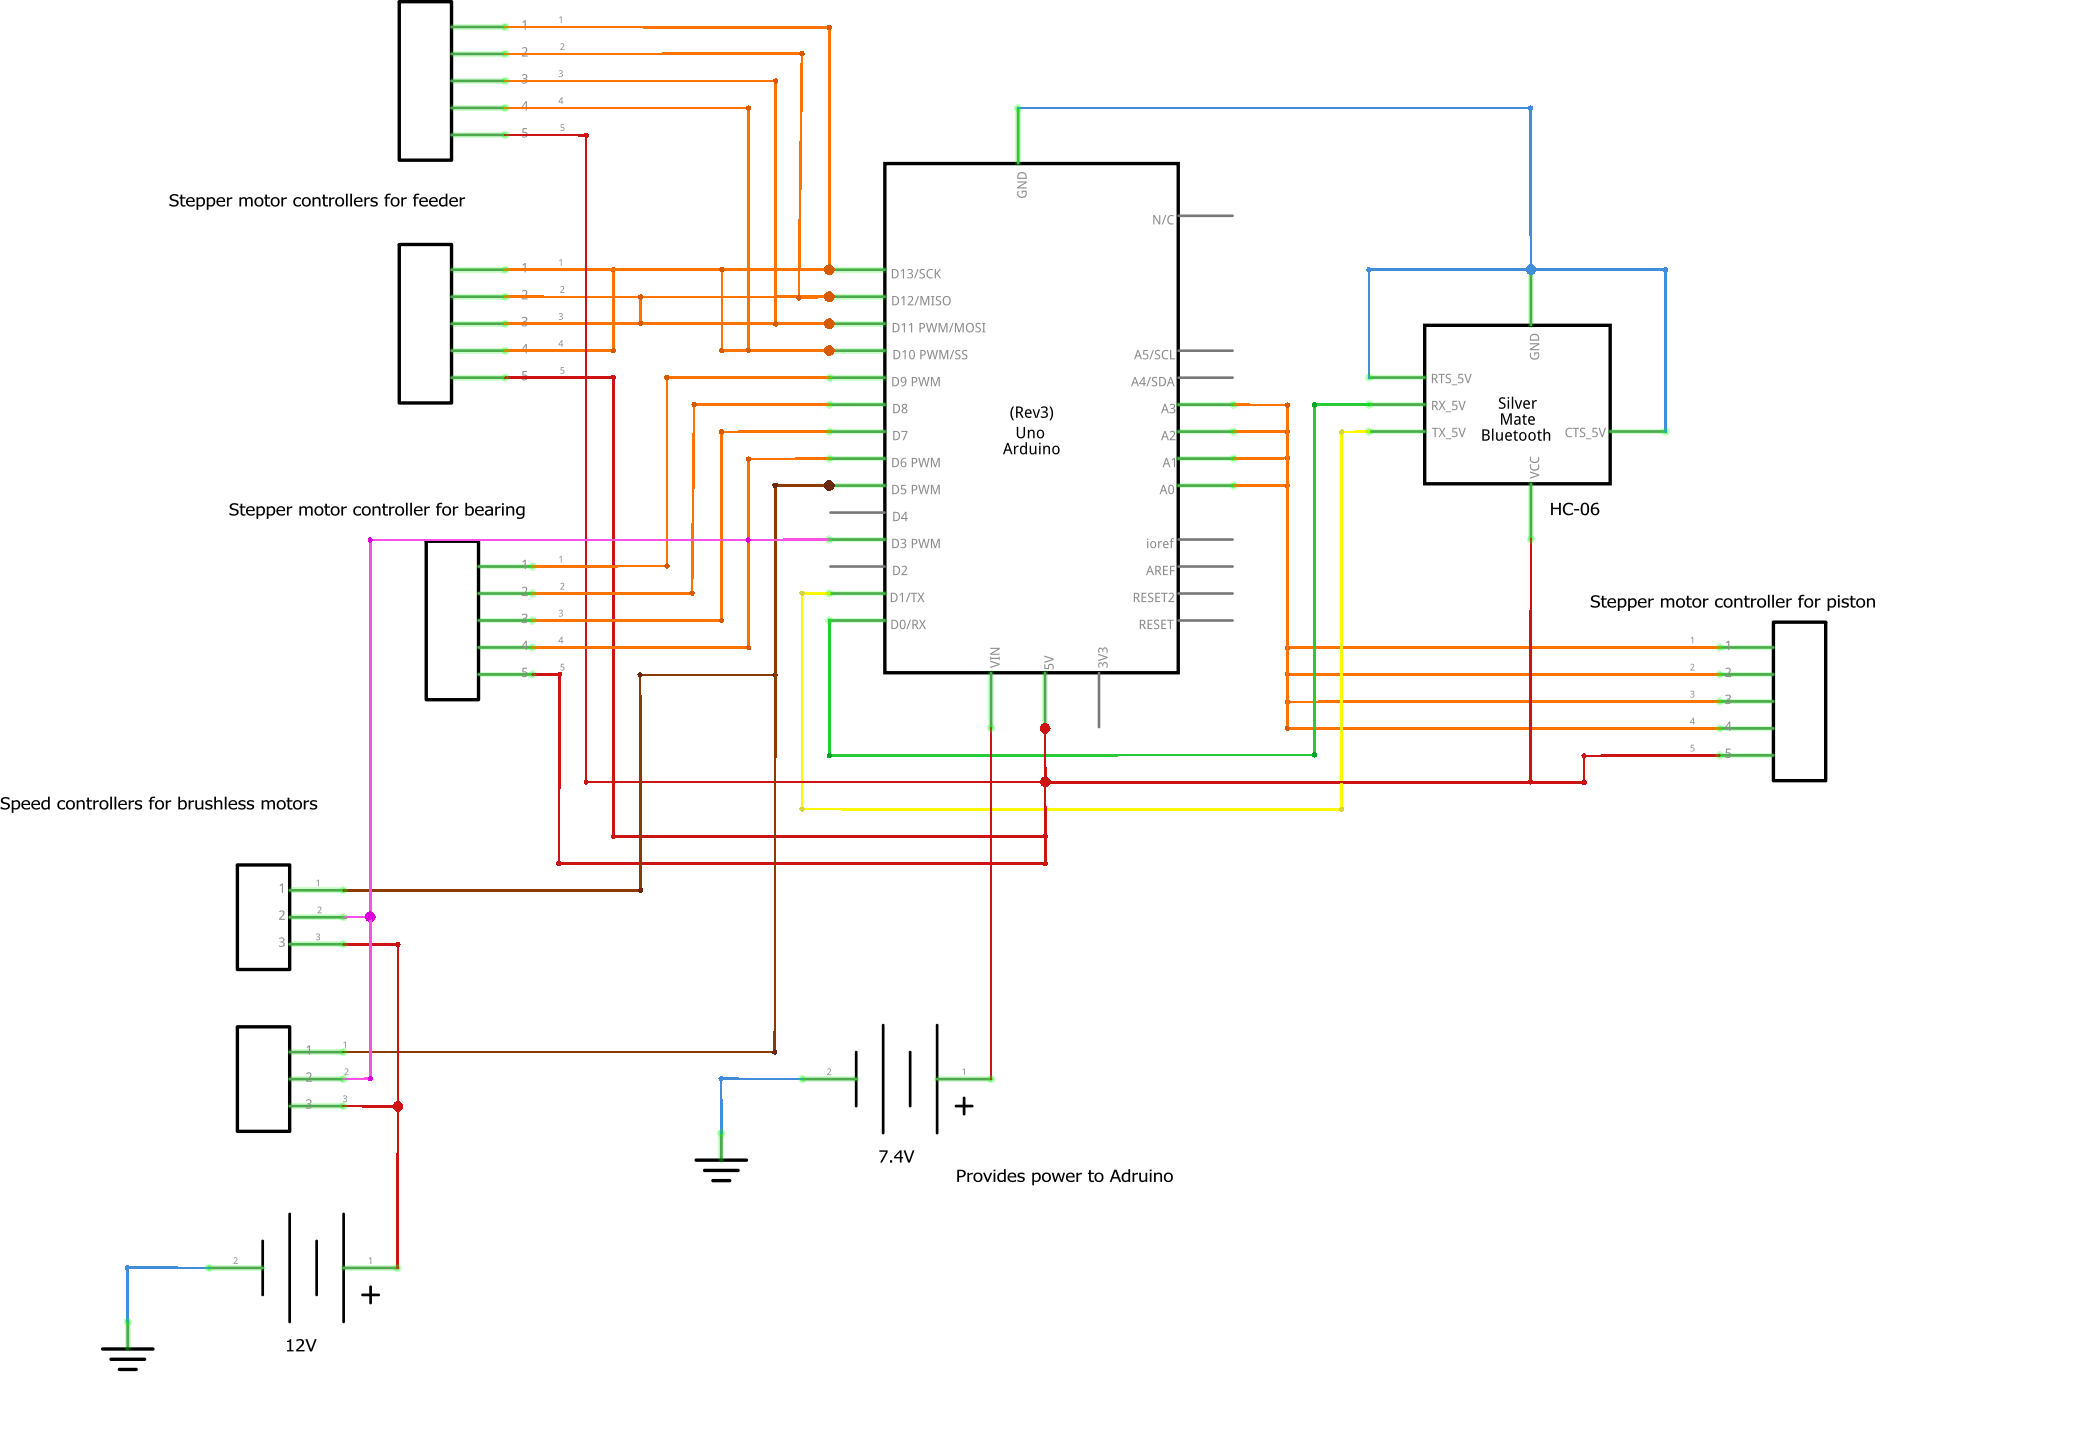 1 1
2 2
3 3
4 4
5 5
Stepper motor controllers for feeder
1 1
2 2
3 3
4 4
5 5
Stepper motor controller for bearing
1 1
2 2
3 3
4 4
5 5
Speed controllers for brushless motors
1 1
2 2
3 3
1 1
2 2
3 3
2 1
+
12V
GND
N/C
D13/SCK
D12/MISO
D11 PWM/MOSI
D10 PWM/SS
D9 PWM
D8
D7
D6 PWM
D5 PWM
D4
D3 PWM
D2
D1/TX
D0/RX
(Rev3)
Uno
Arduino
A5/SCL
A4/SDA
A3
A2
A1
A0
ioref
AREF
RESET2
RESET
VIN
5V
3V3
2 1
+
7.4V
Provides power to Adruino
GND
RTS_5V
RX_5V
TX_5V
Silver
Mate
Bluetooth
CTS_5V
VCC
HC-06
Stepper motor controller for piston
1 1
2 2
3 3
4 4
5 5